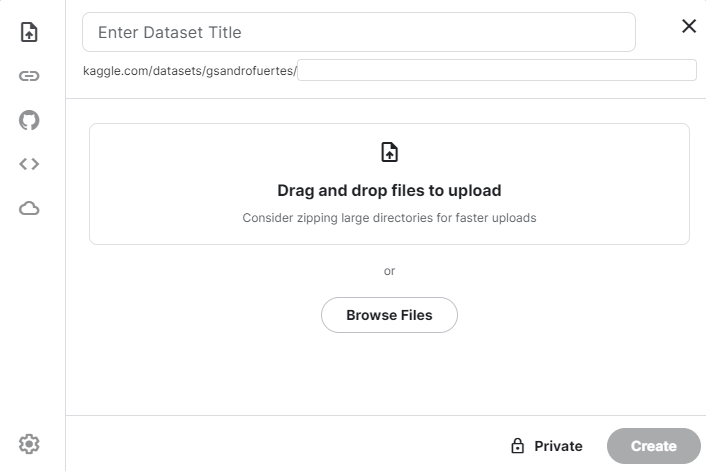 Enter Dataset Title
kaggle.com/datasets/gsandrofuertes/
Drag and drop files to upload
Consider zipping large directories for faster uploads
or
Browse Files
Private
Create